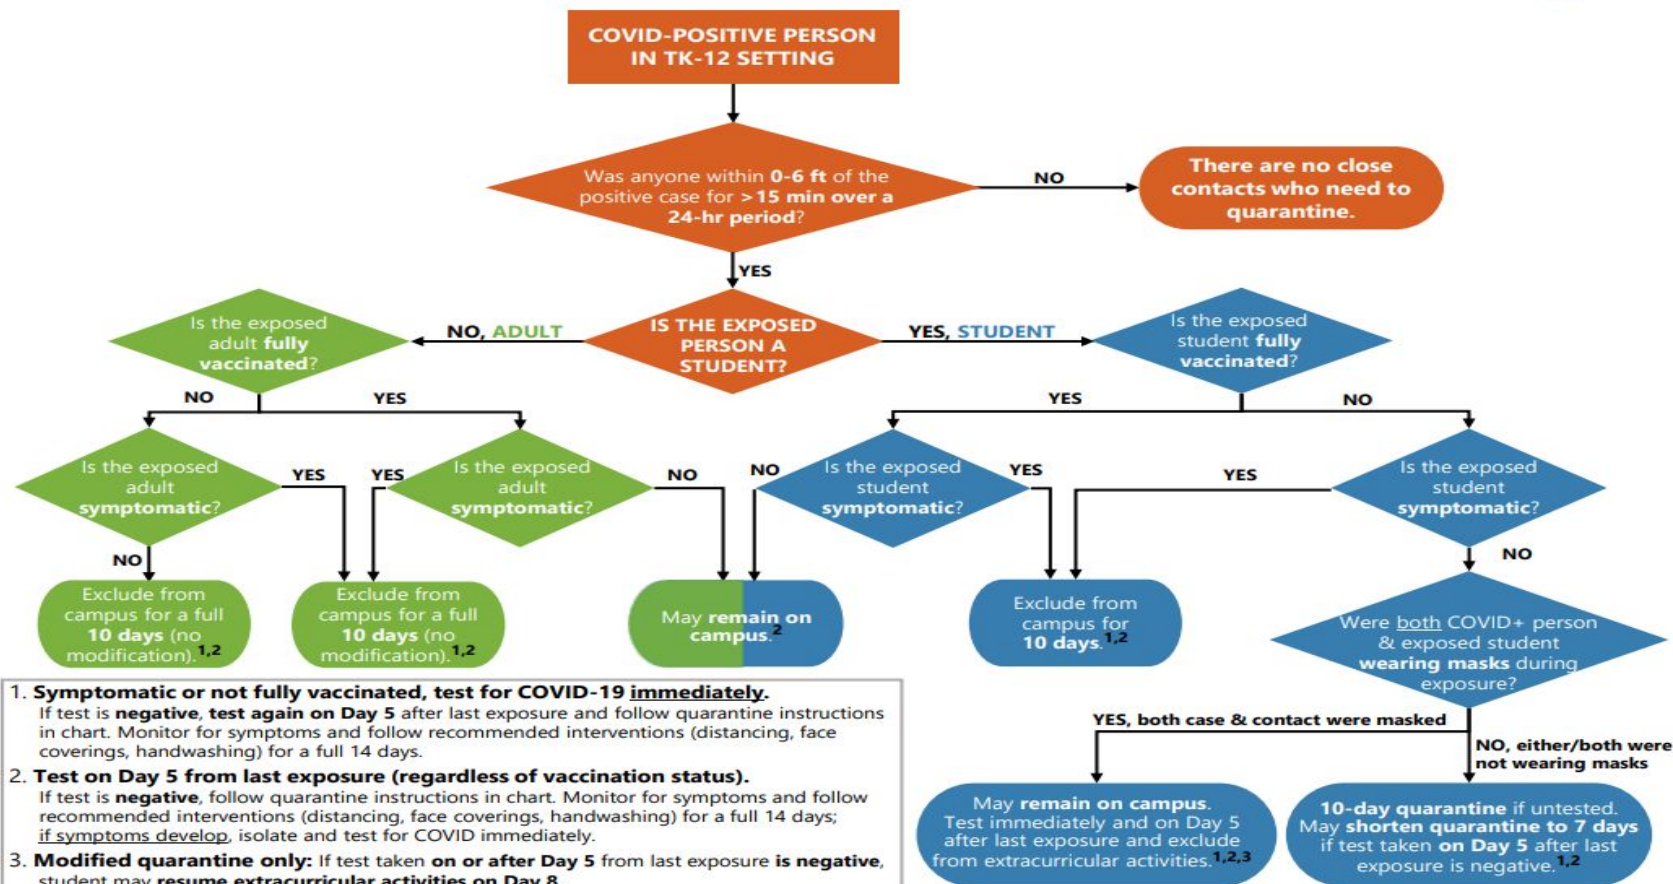 COVID-POSITIVE PERSON
IN TK-12 SETTING
Was anyone within 0-6 ft of the
positive case for >15 min over a
24-hr period?
NO
There are no close
contacts who need to
quarantine.
YES
IS THE EXPOSED
PERSON A
STUDENT?
NO, ADULT
YES, STUDENT
Is the exposed
adult fully
vaccinated?
Is the exposed
student fully
vaccinated?
NO
YES
YES
NO
Is the exposed
adult
symptomatic?
YES
YES
Is the exposed
adult
symptomatic?
NO
NO
Is the exposed
student
symptomatic?
YES
YES
Is the exposed
student
symptomatic?
NO
NO
Exclude from
campus for a full
10 days (no
modification).1,2
Exclude from
campus for a full
10 days (no
modification).1,2
May remain on
campus.2
Exclude from
campus for
10 days.1,2
Were both COVID+ person
& exposed student
wearing masks during
exposure?
YES, both case & contact were masked
NO, either/both were
not wearing masks
May remain on campus.
Test immediately and on Day 5
after last exposure and exclude
from extracurricular activities.1,2,3
10-day quarantine if untested.
May shorten quarantine to 7 days
if test taken on Day 5 after last
exposure is negative.1,2
1. Symptomatic or not fully vaccinated, test for COVID-19 immediately.
If test is negative, test again on Day 5 after last exposure and follow quarantine instructions
in chart. Monitor for symptoms and follow recommended interventions (distancing, face
coverings, handwashing) for a full 14 days.
2. Test on Day 5 from last exposure (regardless of vaccination status).
If test is negative, follow quarantine instructions in chart. Monitor for symptoms and follow
recommended interventions (distancing, face coverings, handwashing) for a full 14 days;
if symptoms develop, isolate and test for COVID immediately.
3. Modified quarantine only: If test taken on or after Day 5 from last exposure is negative,
student may resume extracurricular activities on Day 8.